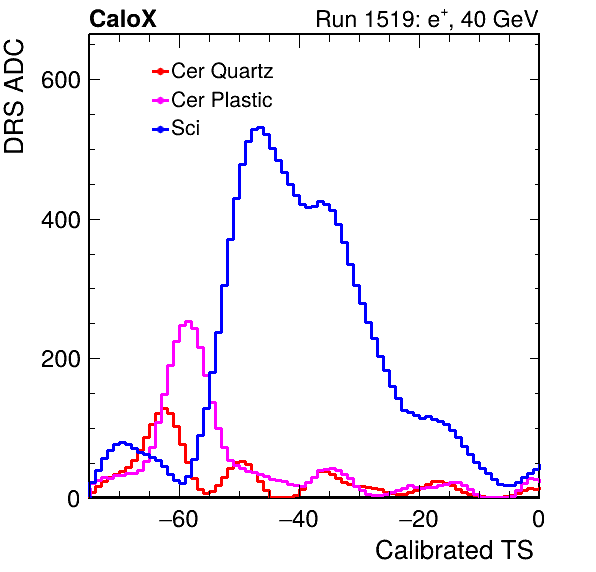 CaloX Run 1519: e⁺, 40 GeV
DRS ADC
Cer Quartz
Cer Plastic
Sci
600
400
200
0
−60 −40 −20 0
Calibrated TS